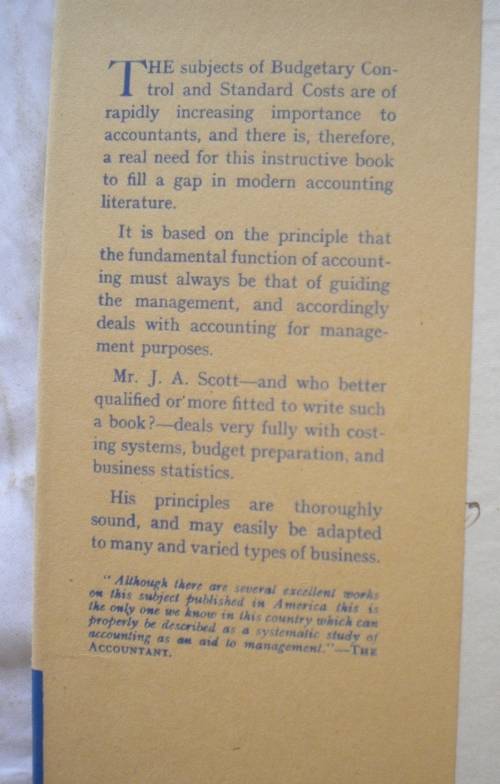 THE subjects of Budgetary Con-
trol and Standard Costs are of
rapidly increasing importance to
accountants, and there is, therefore,
a real need for this instructive book
to fill a gap in modern accounting
literature.
It is based on the principle that
the fundamental function of account-
ing must always be that of guiding
the management, and accordingly
deals with accounting for manage-
ment purposes.
Mr. J. A. Scott—and who better
qualified or more fitted to write such
a book?—deals very fully with cost-
ing systems, budget preparation, and
business statistics.
His principles are thoroughly
sound, and may easily be adapted
to many and varied types of business.
"Although there are several excellent works
on this subject published in America this is
the only one we know in this country which can
properly be described as a systematic study of
accounting as an aid to management."—THE
ACCOUNTANT.